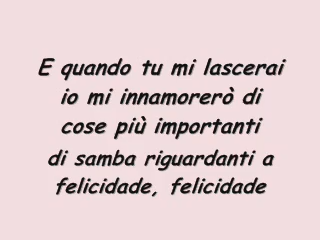 E quando tu mi lascerai
io mi innamorerò di
cose più importanti
di samba riguardanti a
felicidade, felicidade